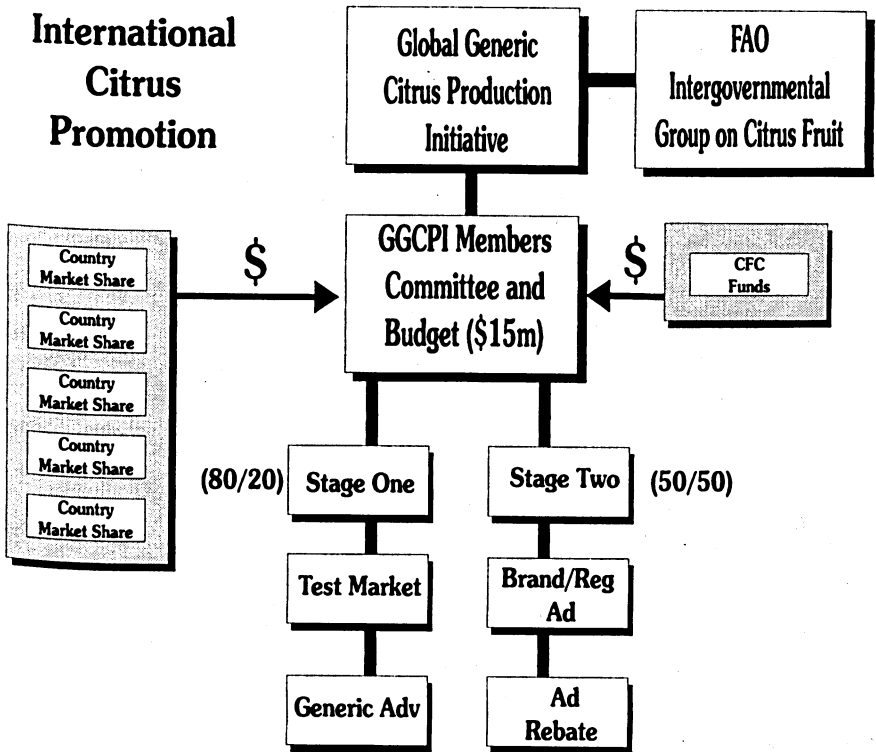 International
Citrus
Promotion
Global Generic
Citrus Production
Initiative
FAO
Intergovernmental
Group on Citrus Fruit
Country
Market Share
Country
Market Share
Country
Market Share
Country
Market Share
Country
Market Share
$
GGCPI Members
Committee and
Budget ($15m)
$
CFC
Funds
(80/20)
Stage One
Stage Two
(50/50)
Test Market
Brand/Reg
Ad
Generic Adv
Ad
Rebate